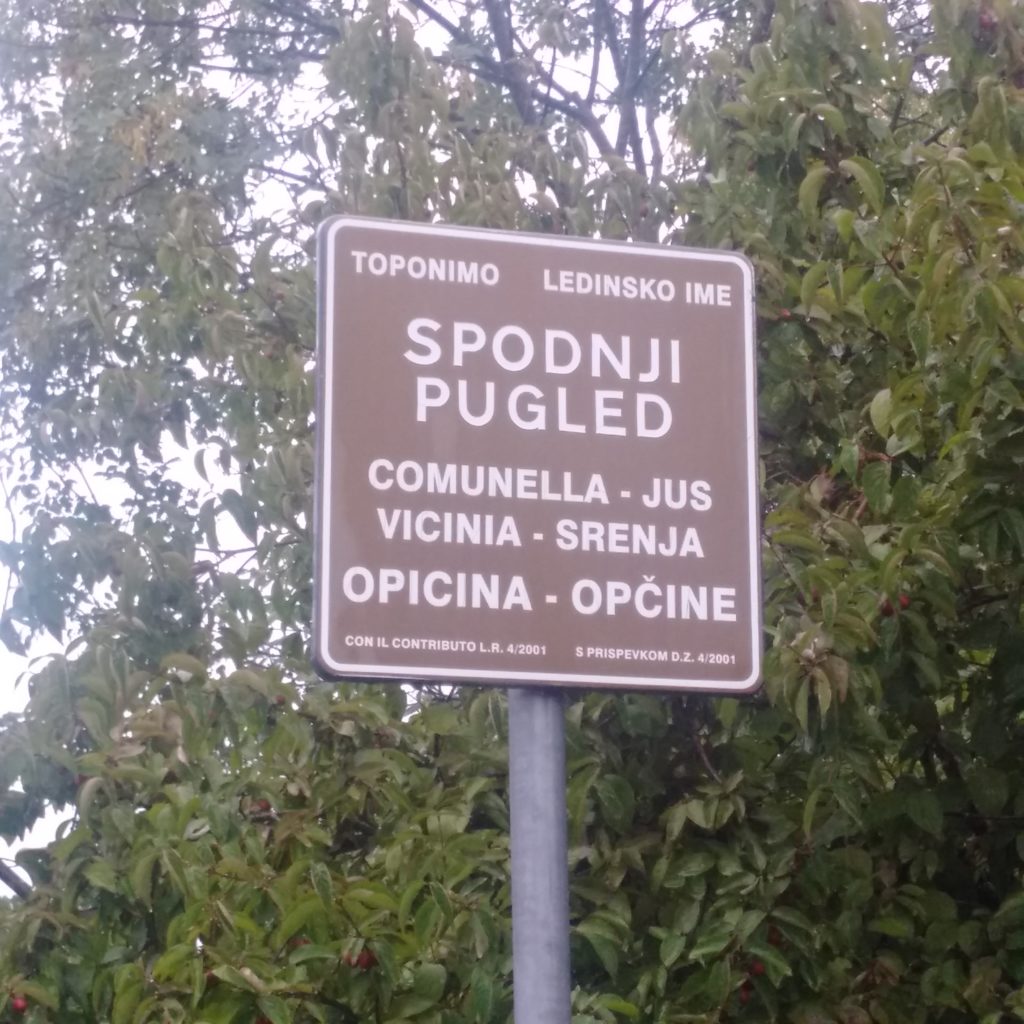 TOPONIMO LEDINSKO IME
SPODNJI
PUGLED
COMUNELLA - JUS
VICINIA - SRENJA
OPICINA - OPČINE
CON IL CONTRIBUTO L.R. 4/2001 S PRISPEVKOM D.Z. 4/2001